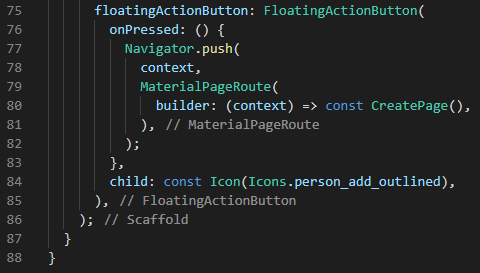 75 floatingActionButton: FloatingActionButton(
76 onPressed: () {
77 Navigator.push(
78 context,
79 MaterialPageRoute(
80 builder: (context) => const CreatePage(),
81 ), // MaterialPageRoute
82 );
83 },
84 child: const Icon(Icons.person_add_outlined),
85 ), // FloatingActionButton
86 ); // Scaffold
87 }
88 }